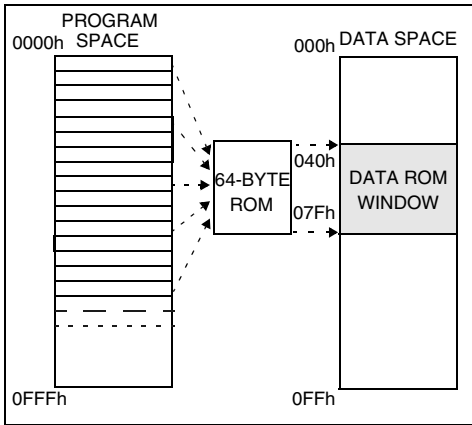 PROGRAM
SPACE
0000h
000h
DATA SPACE
64-BYTE
ROM
040h
07Fh
DATA ROM
WINDOW
0FFFh
0FFh